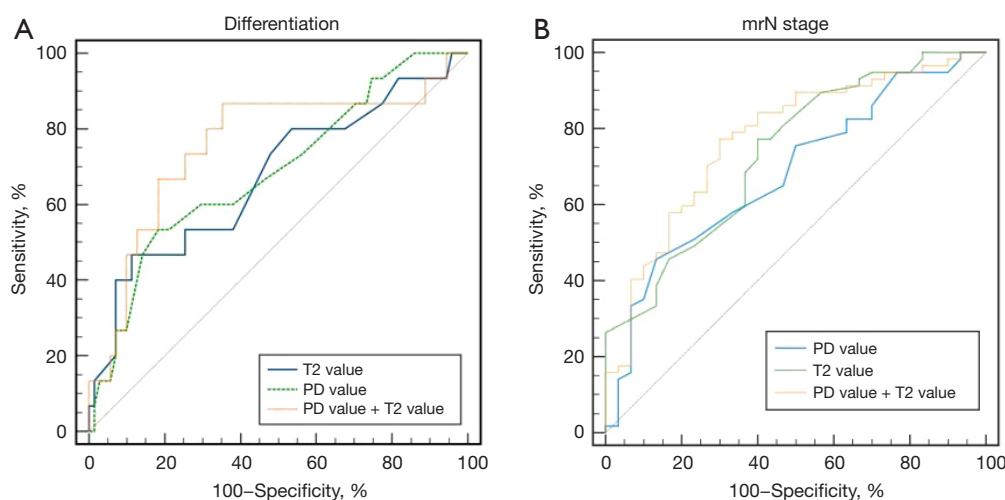 A
Differentiation
Sensitivity, %
100
80
60
40
20
0
T2 value
PD value
PD value + T2 value
0 20 40 60 80 100
100−Specificity, %
B
mrN stage
Sensitivity, %
100
80
60
40
20
0
PD value
T2 value
PD value + T2 value
0 20 40 60 80 100
100−Specificity, %